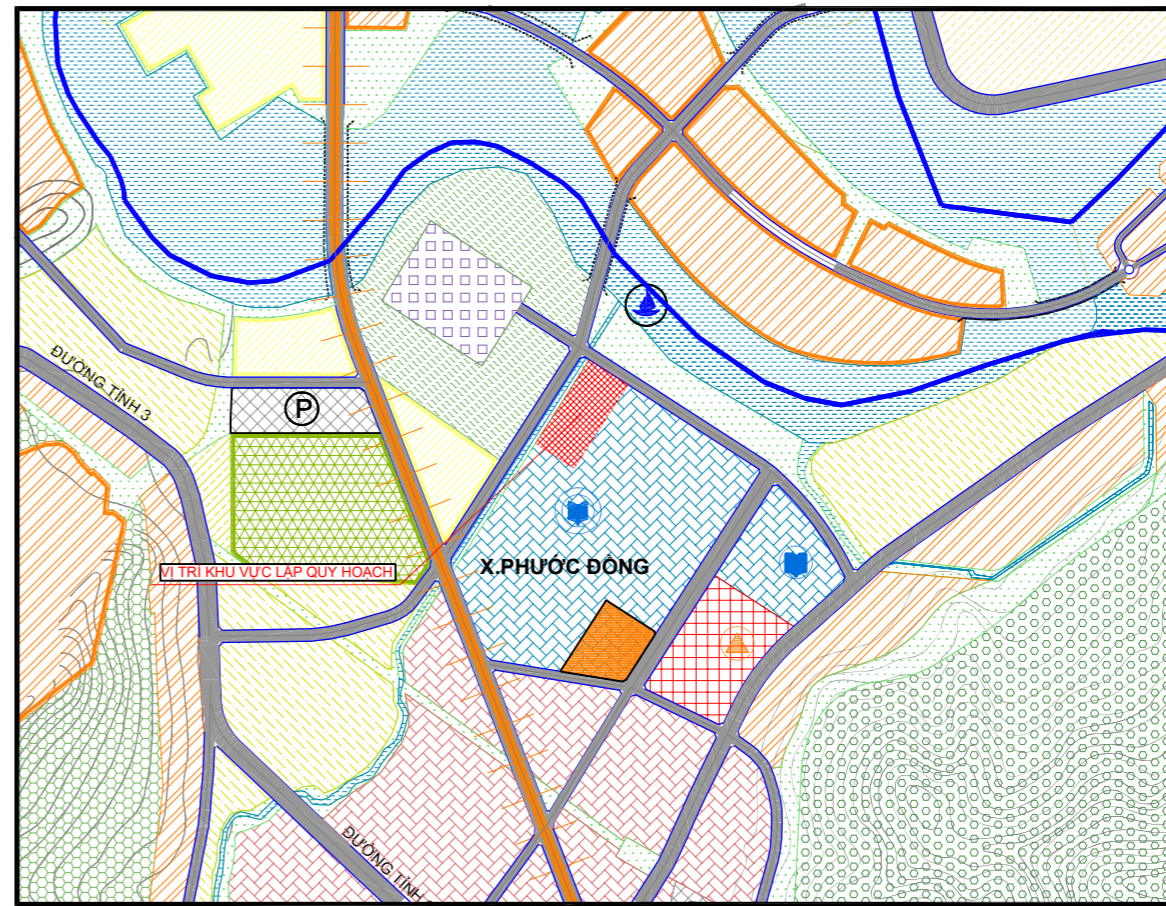 ĐƯỜNG TỈNH 3
P
VỊ TRÍ KHU VỰC LẬP QUY HOẠCH
X.PHƯỚC ĐỒNG
ĐƯỜNG TỈNH